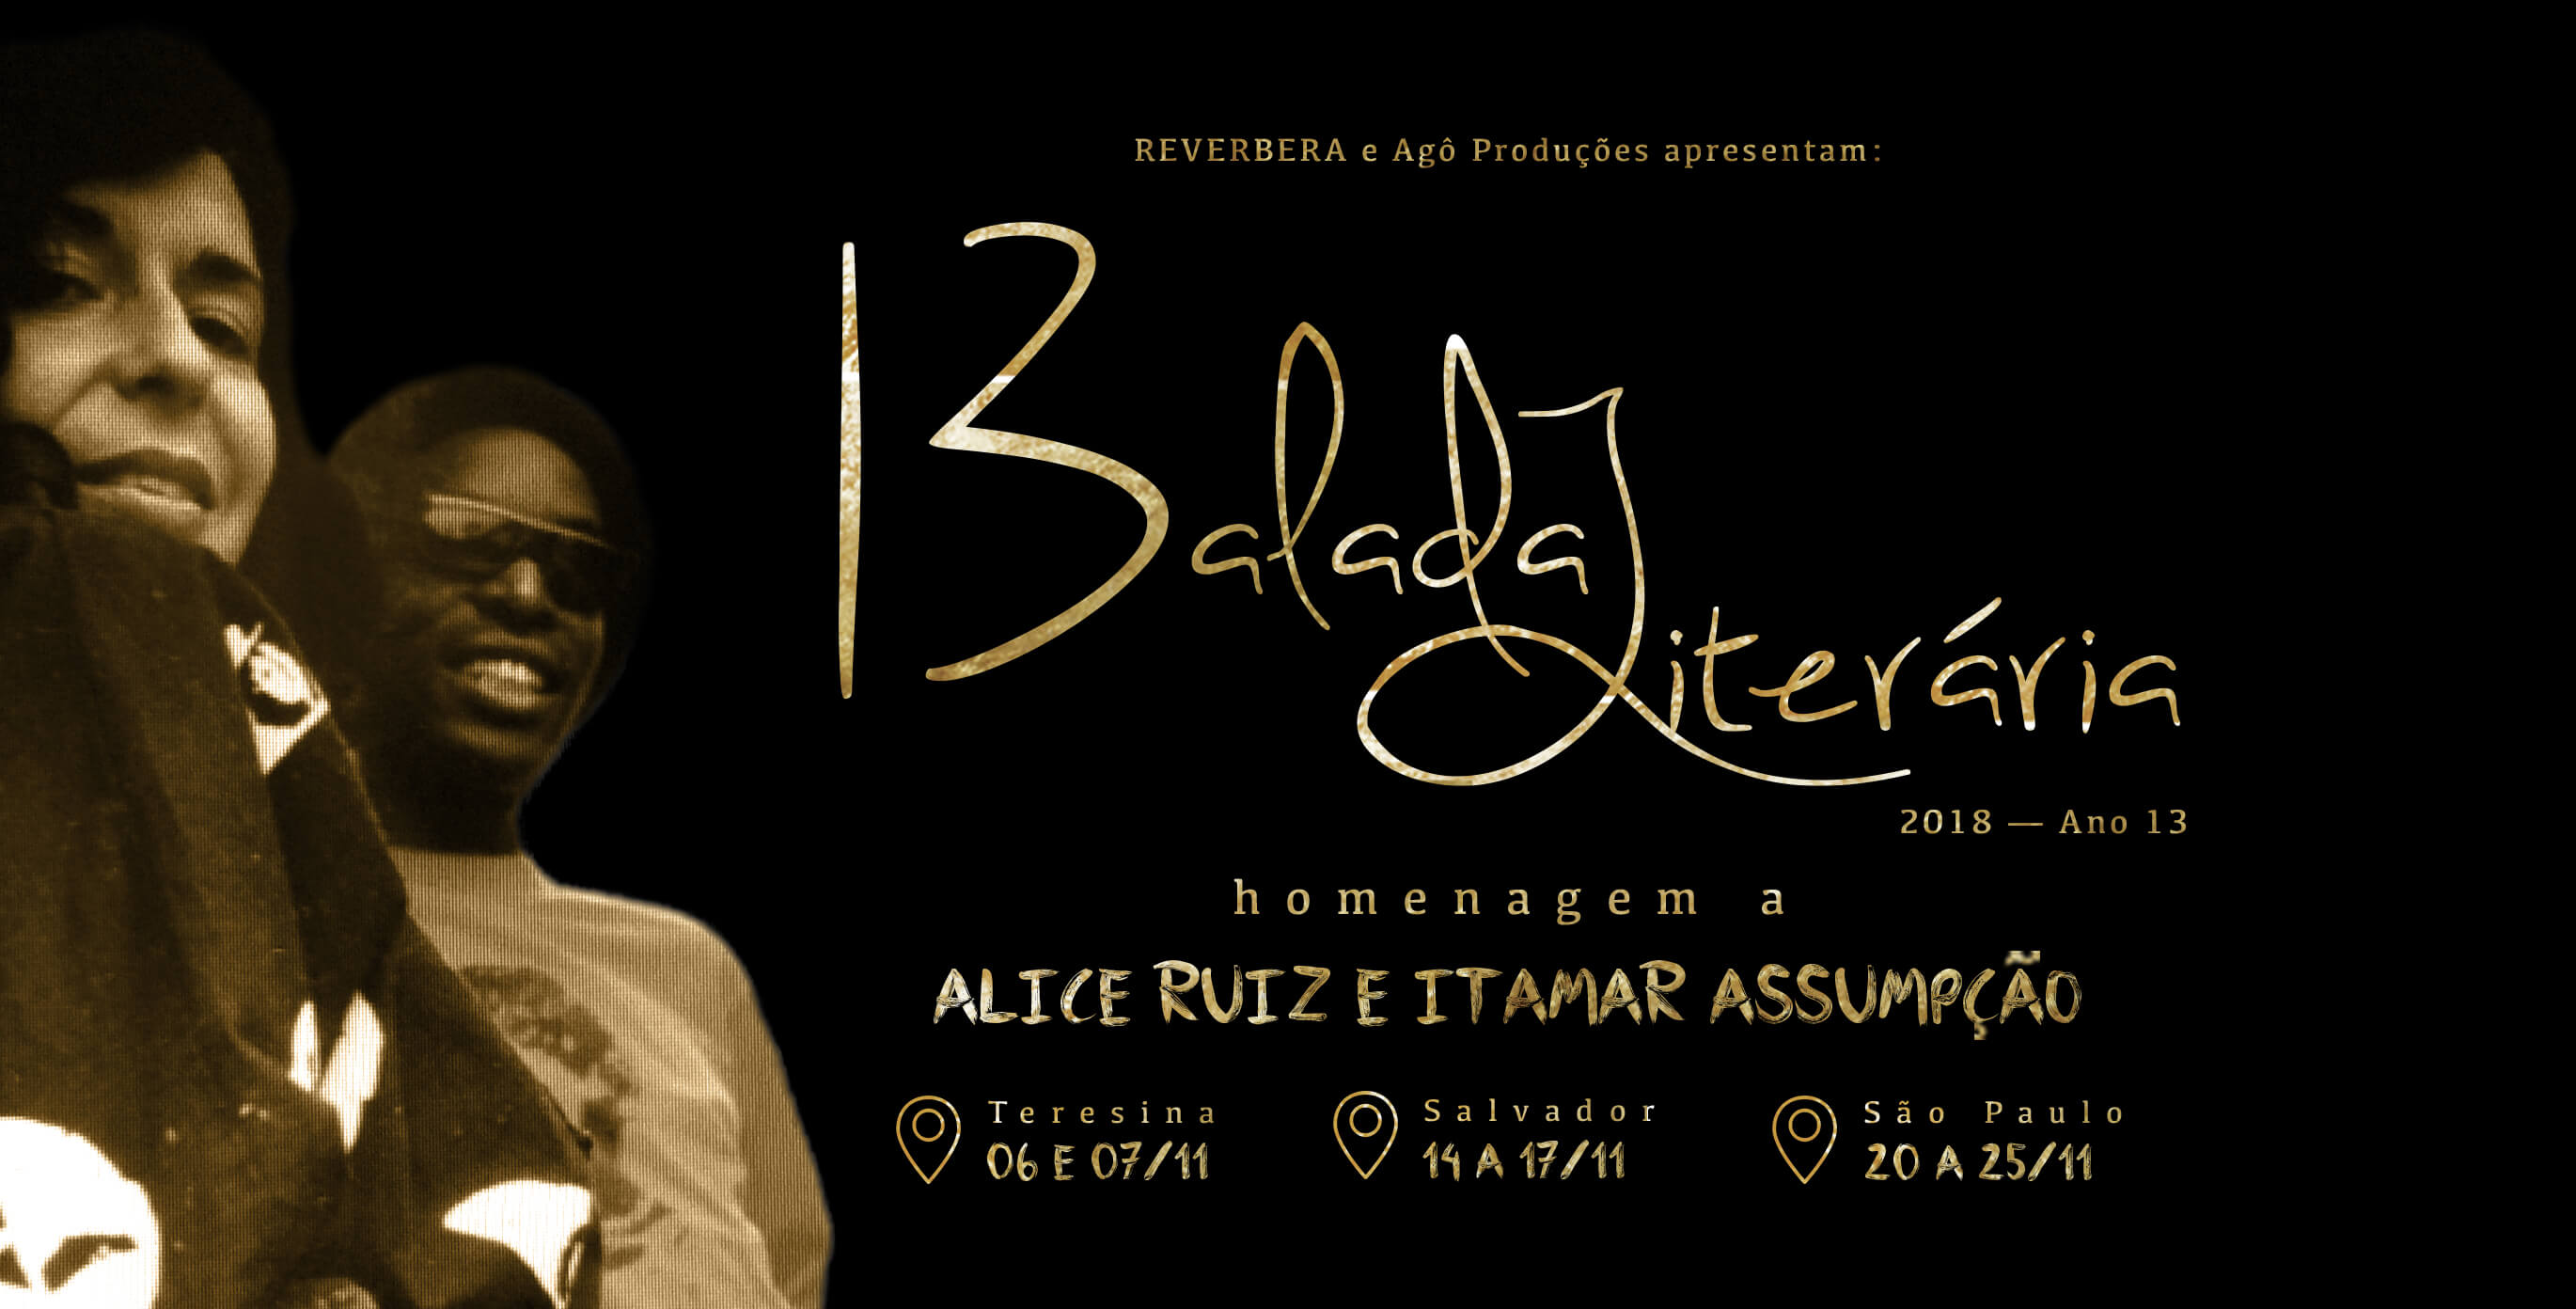 REVERBERA e Agô Produções apresentam:
Balada
Literária
2018 — Ano 13
homenagem a
ALICE RUIZ E ITAMAR ASSUMPÇÃO
Teresina
06 E 07/11
Salvador
14 A 17/11
São Paulo
20 A 25/11